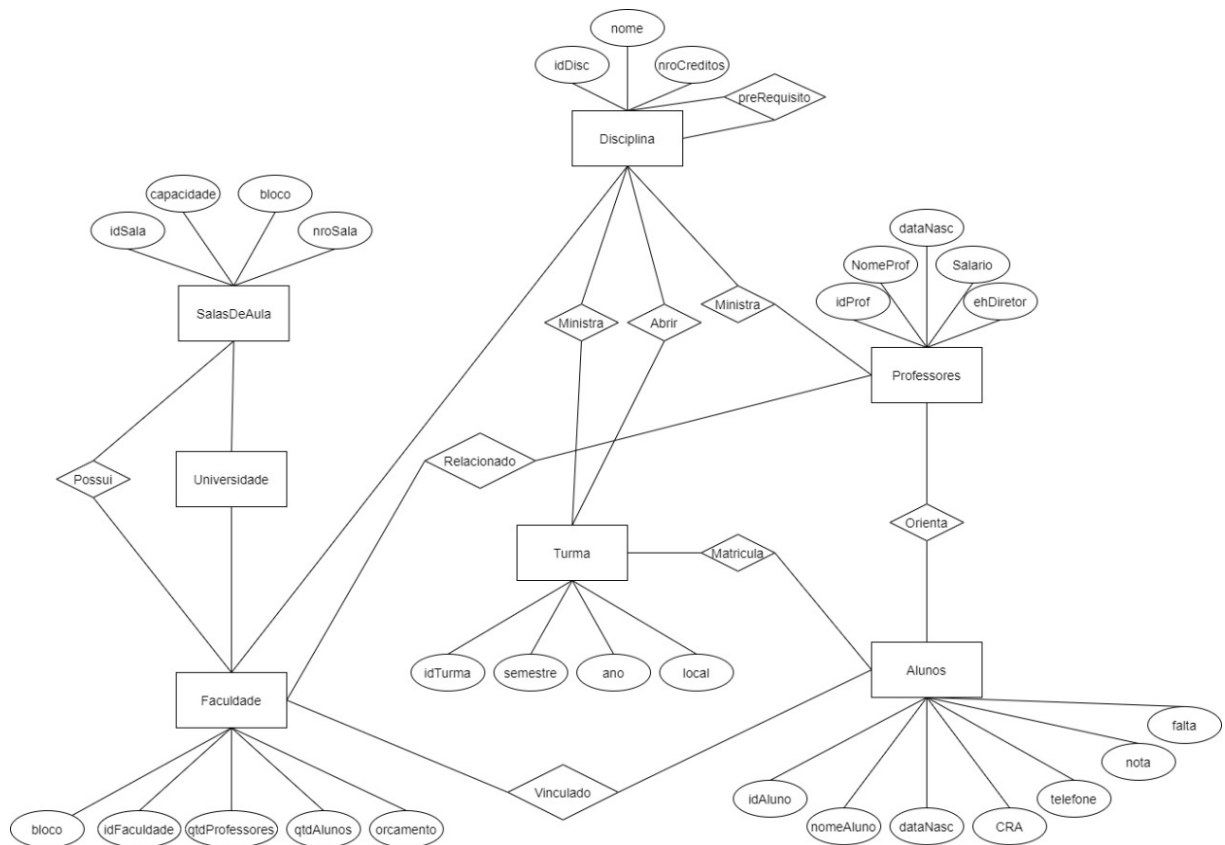 nome
idDisc
nroCreditos
preRequisito
Disciplina
capacidade
bloco
idSala
nroSala
SalasDeAula
dataNasc
NomeProf
Salario
idProf
ehDiretor
Ministra
Abrir
Ministra
Professores
Relacionado
Possui
Universidade
Orienta
Turma
Matricula
idTurma
semestre
ano
local
Alunos
Faculdade
falta
nota
telefone
idAluno
nomeAluno
dataNasc
CRA
Vinculado
bloco
idFaculdade
qtdProfessores
qtdAlunos
orcamento